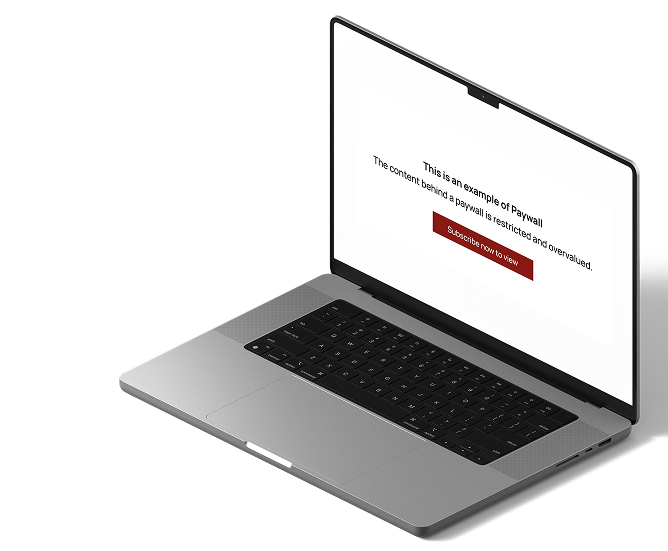 This is an example of Paywall
The content behind a paywall is restricted and overvalued.
Subscribe now to view